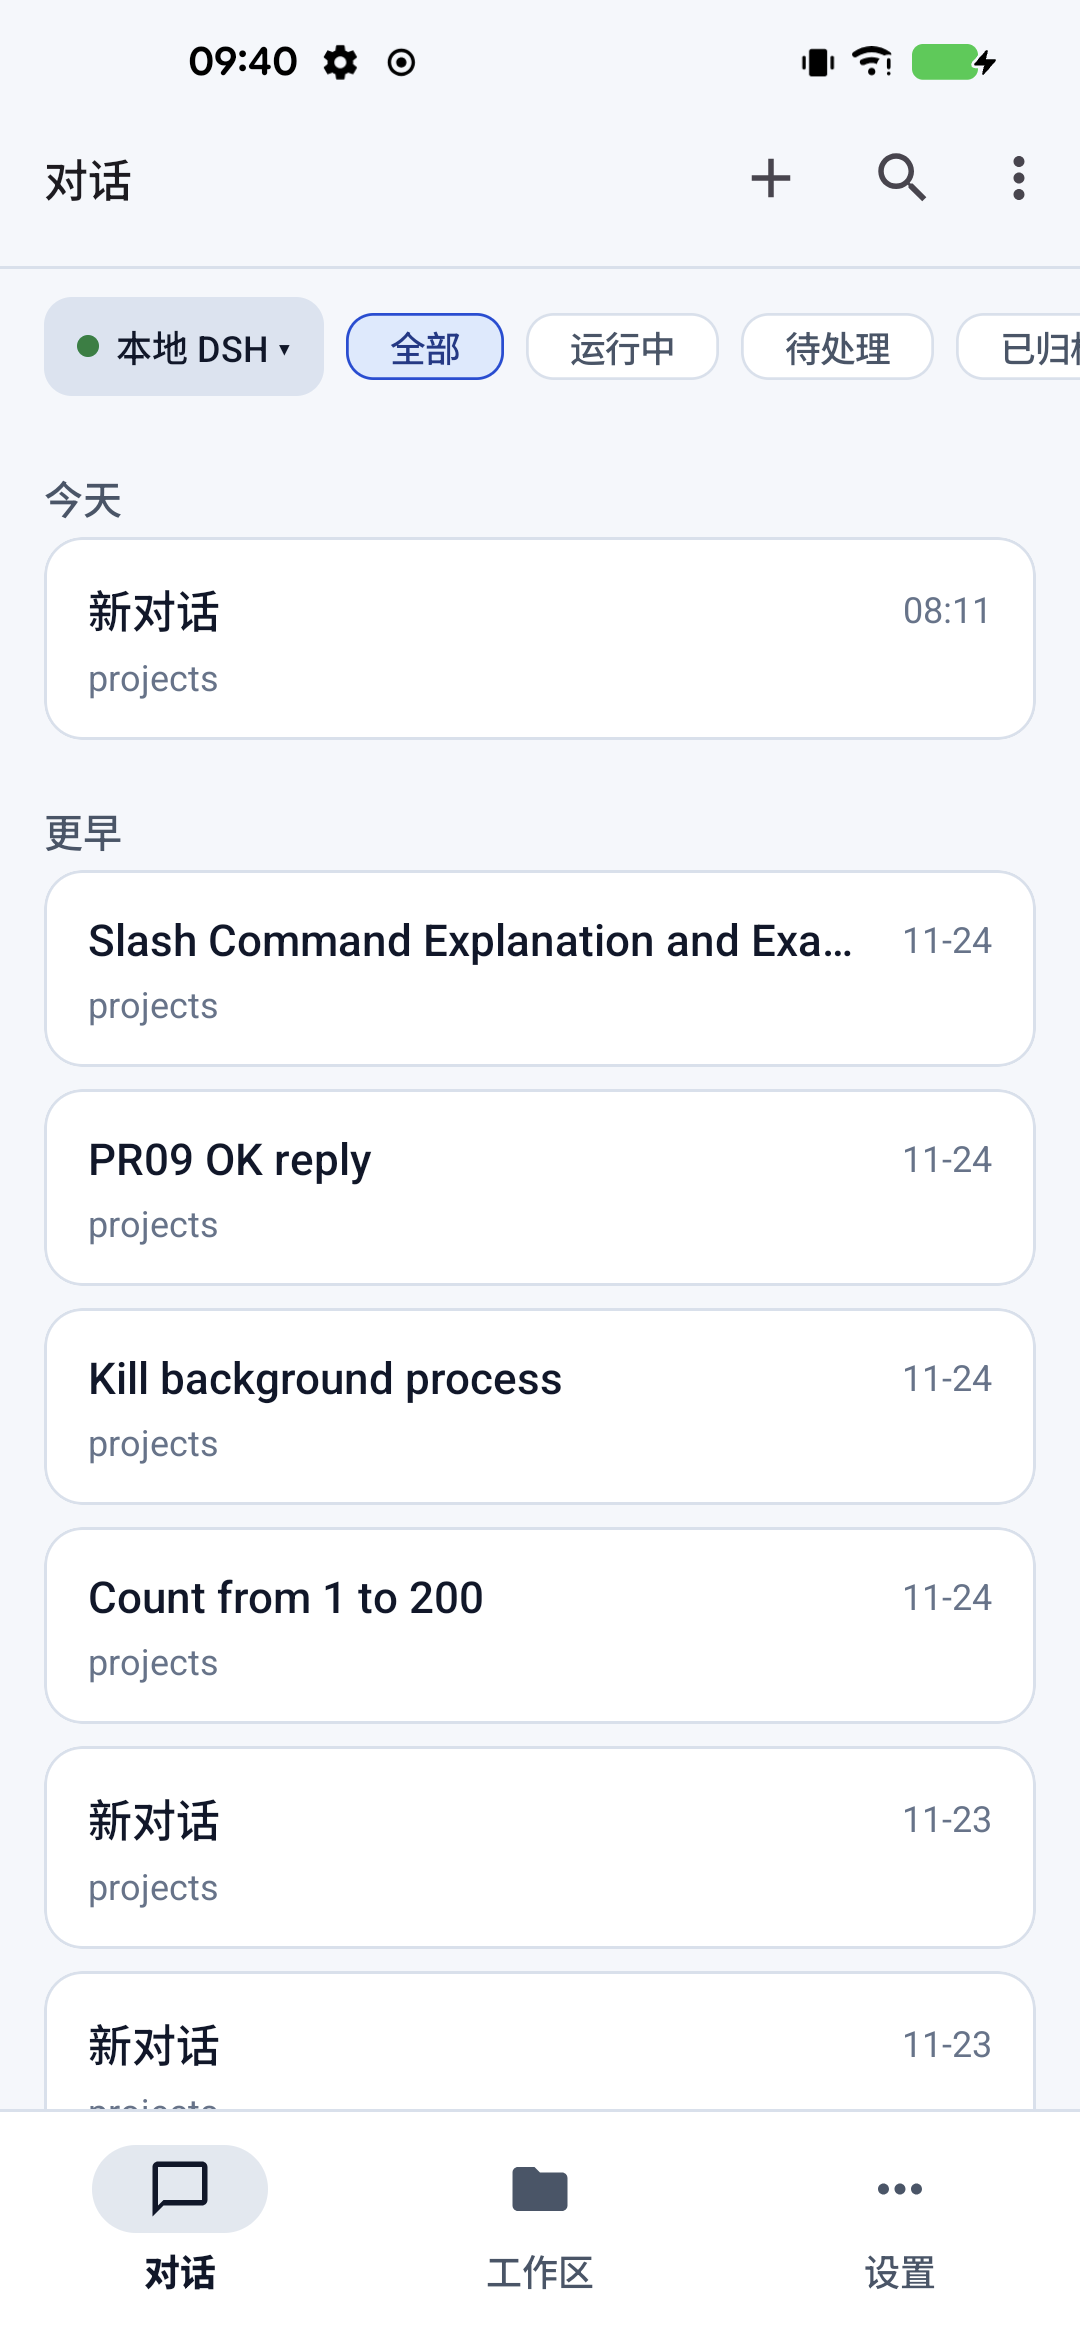 09:40
对话
本地 DSH ▾
全部
运行中
待处理
已归
今天
新对话
08:11
projects
更早
Slash Command Explanation and Exa...
11-24
projects
PR09 OK reply
11-24
projects
Kill background process
11-24
projects
Count from 1 to 200
11-24
projects
新对话
11-23
projects
新对话
11-23
projects
对话
工作区
设置